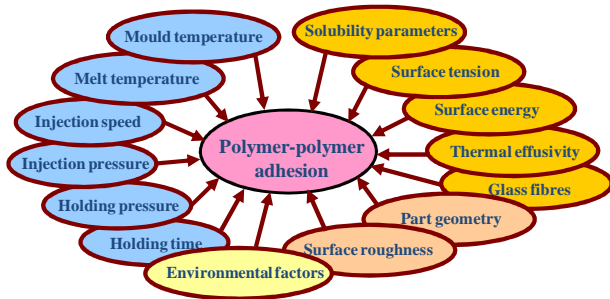 Mould temperature
Solubility parameters
Melt temperature
Surface tension
Injection speed
Surface energy
Polymer-polymer
adhesion
Injection pressure
Thermal effusivity
Holding pressure
Glass fibres
Holding time
Part geometry
Surface roughness
Environmental factors